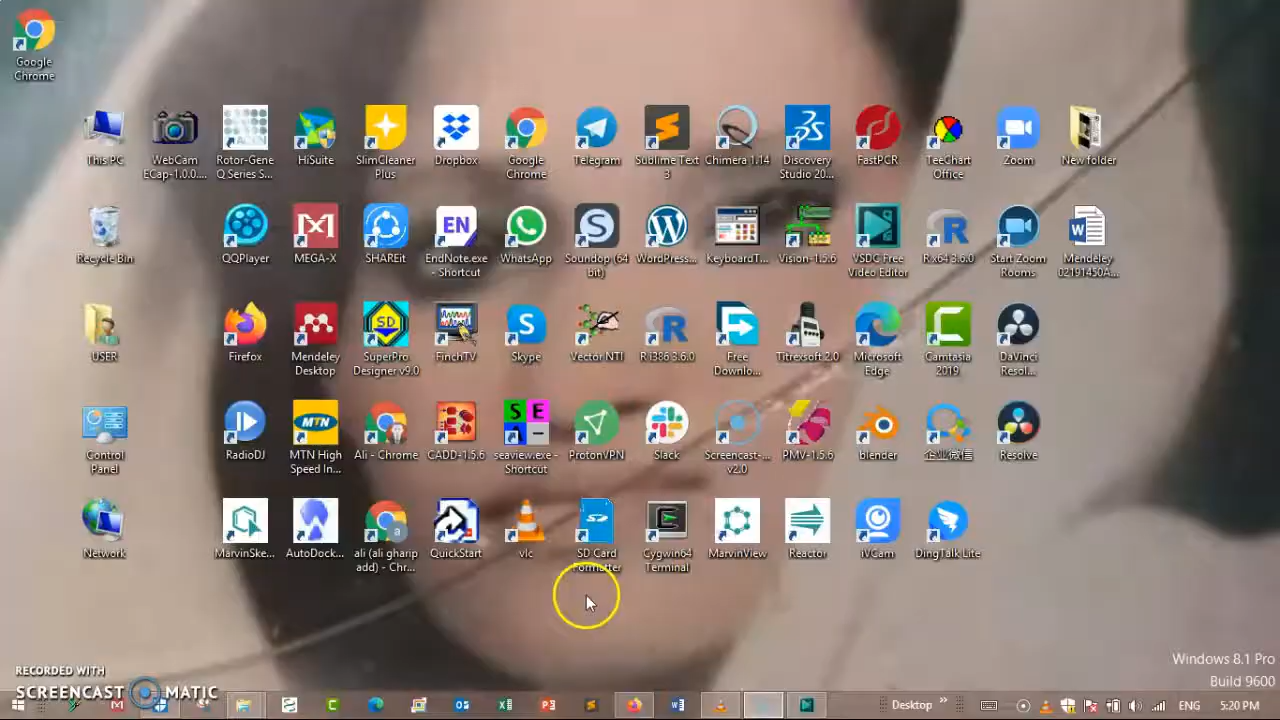 Google
Chrome
This PC
WebCam
ECap-1.0.0....
Rotor-Gene
Q Series S...
HiSuite
SlimCleaner
Plus
Dropbox
Google
Chrome
Telegram
Sublime Text
3
Chimera 1.14
Discovery
Studio 20...
FastPCR
TeeChart
Office
Zoom
New folder
Recycle Bin
QQPlayer
MEGA-X
SHAREit
EN
EndNote.exe
- Shortcut
WhatsApp
Soundop (64
bit)
WordPress...
KeyboardT...
Vision-1.5.6
VSDC Free
Video Editor
R x64 3.6.0
Start Zoom
Rooms
Mendeley
02191450A...
USER
Firefox
Mendeley
Desktop
SD
SuperPro
Designer v9.0
FinchTV
Skype
Vector NTI
R i386 3.6.0
Free
Downlo...
Titrexsoft 2.0
Microsoft
Edge
Camtasia
2019
DaVinci
Resol...
Control
Panel
RadioDJ
MTN
MTN High
Speed In...
Ali - Chrome
CADD-1.5.6
S E
A -
seaview.exe -
Shortcut
ProtonVPN
Slack
Screencast-...
v2.0
PMV-1.5.6
blender
企业微信
Resolve
Network
MarvinSke...
AutoDock...
ali (ali ghanip
add) - Chr...
QuickStart
vlc
SD Card
Formatter
Cygwin64
Terminal
MarvinView
Reactor
iVCam
DingTalk Lite
Windows 8.1 Pro
Build 9600
RECORDED WITH
SCREENCAST MATIC
Desktop
ENG
5:20 PM